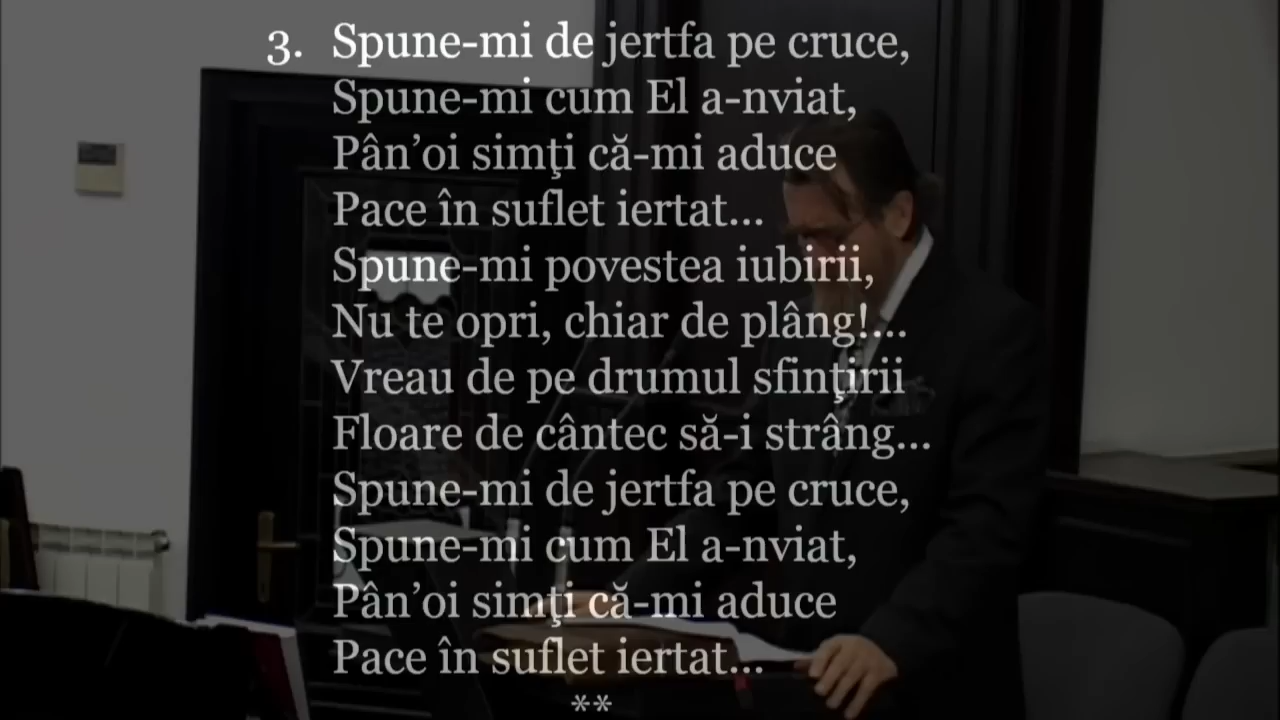 3. Spune-mi de jertfa pe cruce,
Spune-mi cum El a-nviat,
Pân’oi simţi că-mi aduce
Pace în suflet iertat...
Spune-mi povestea iubirii,
Nu te opri, chiar de plâng!...
Vreau de pe drumul sfinţirii
Floare de cântec să-i strâng...
Spune-mi de jertfa pe cruce,
Spune-mi cum El a-nviat,
Pân’oi simţi că-mi aduce
Pace în suflet iertat...
**